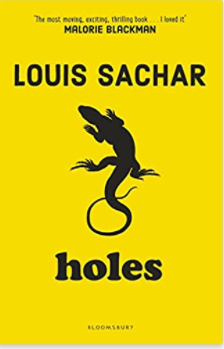 'The most moving, exciting, thrilling book . . . I loved it'
MALORIE BLACKMAN
LOUIS SACHAR
holes
BLOOMSBURY